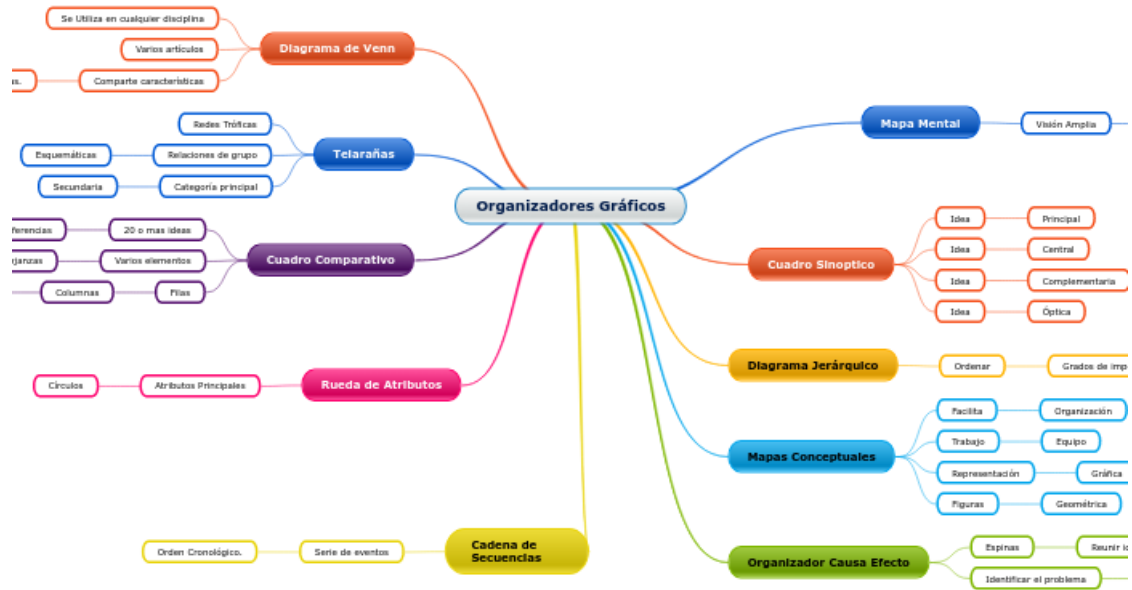 Organizadores Gráficos
Diagrama de Venn
Se Utiliza en cualquier disciplina
Varios artículos
Comparte características
Telarañas
Redes Tróficas
Relaciones de grupo
Esquemáticas
Categoría principal
Secundaria
Cuadro Comparativo
20 o mas ideas
Varios elementos
Filas
Columnas
Rueda de Atributos
Atributos Principales
Círculos
Cadena de
Secuencias
Serie de eventos
Orden Cronológico.
Mapa Mental
Visión Amplia
Cuadro Sinoptico
Idea
Principal
Idea
Central
Idea
Complementaria
Idea
Óptica
Diagrama Jerárquico
Ordenar
Grados de
Mapas Conceptuales
Facilita
Organización
Trabajo
Equipo
Representación
Gráfica
Figuras
Geométrica
Organizador Causa Efecto
Espinas
Reunir
Identificar el problema